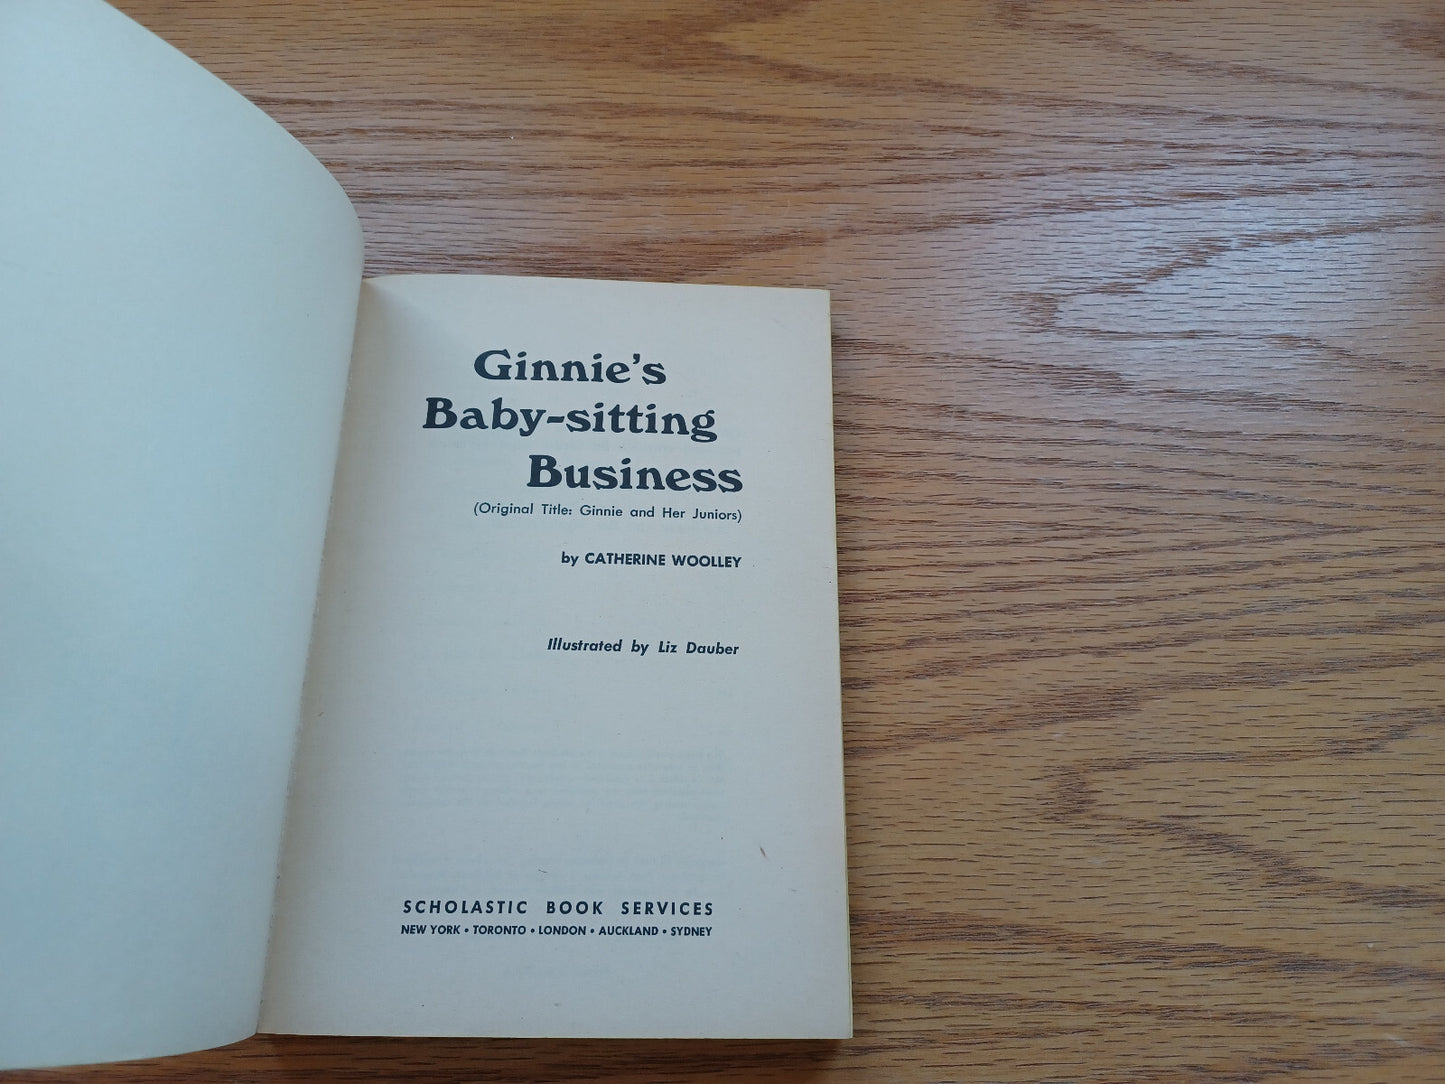 Ginnie's
Baby-sitting
Business
(Original Title: Ginnie and Her Juniors)
by CATHERINE WOOLLEY
Illustrated by Liz Dauber
SCHOLASTIC BOOK SERVICES
NEW YORK • TORONTO • LONDON • AUCKLAND • SYDNEY